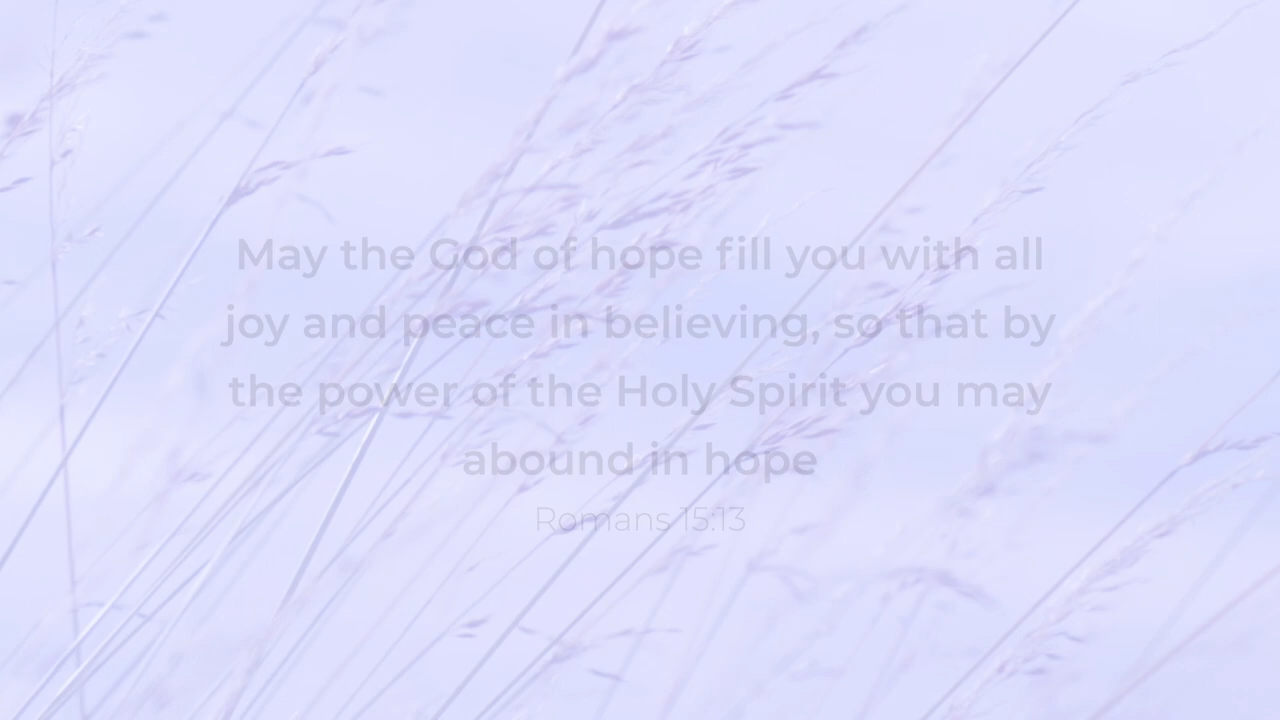 May the God of hope fill you with all
joy and peace in believing, so that by
the power of the Holy Spirit you may
abound in hope
Romans 15:13